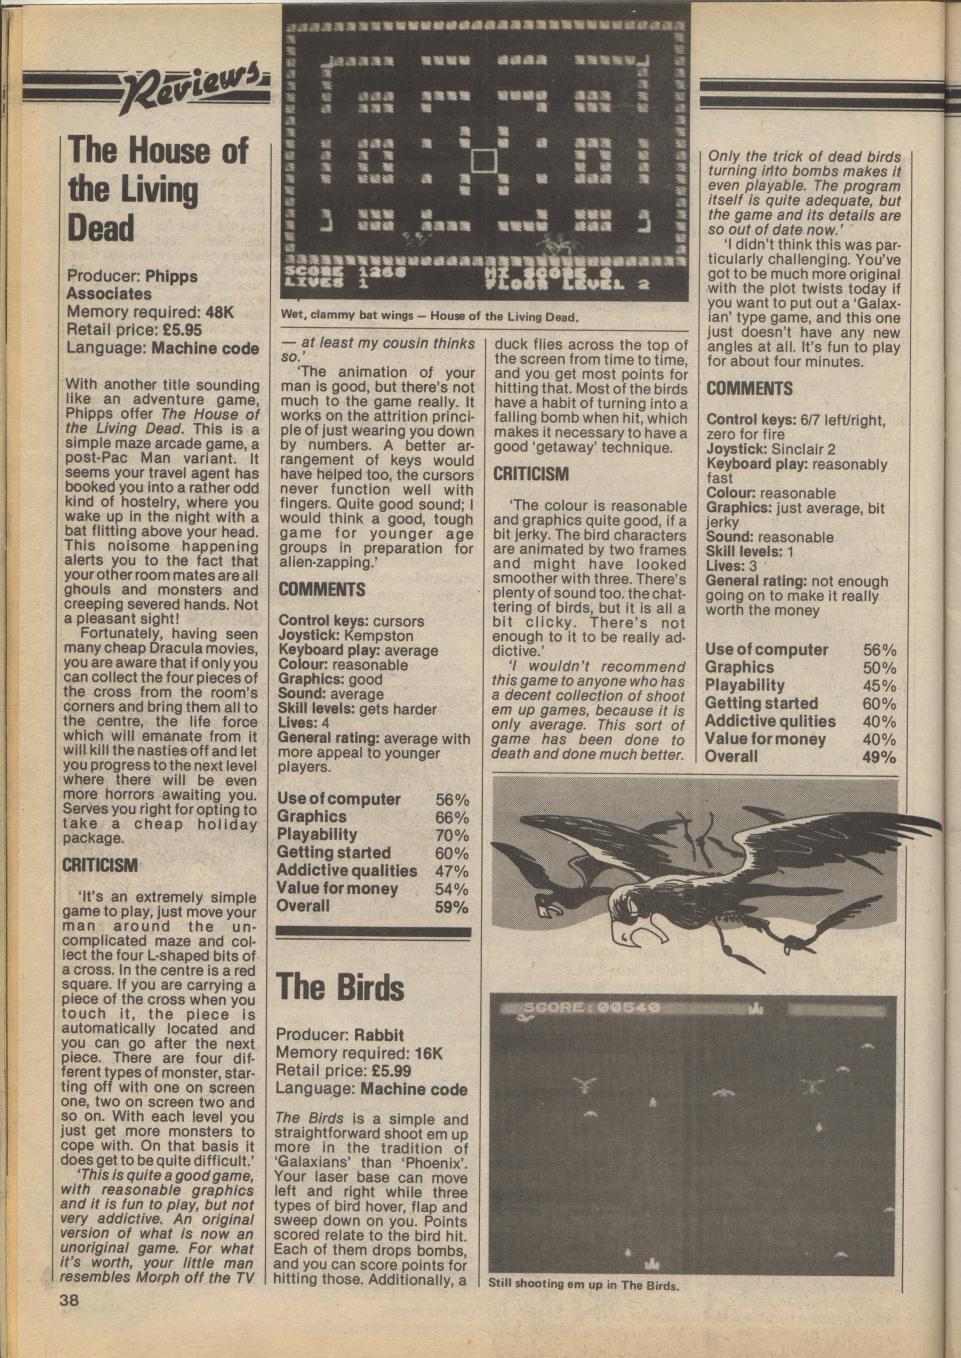 Reviews
The House of
the Living
Dead
Producer: Phipps
Associates
Memory required: 48K
Retail price: £5.95
Language: Machine code
With another title sounding
like an adventure game,
Phipps offer The House of
the Living Dead. This is a
simple maze arcade game, a
post-Pac Man variant. It
seems your travel agent has
booked you into a rather odd
kind of hostelry, where you
wake up in the night with a
bat flitting above your head.
This noisome happening
alerts you to the fact that
your other room mates are all
ghouls and monsters and
creeping severed hands. Not
a pleasant sight!
Fortunately, having seen
many cheap Dracula movies,
you are aware that if only you
can collect the four pieces of
the cross from the room's
corners and bring them all to
the centre, the life force
which will emanate from it
will kill the nasties off and let
you progress to the next level
where there will be even
more horrors awaiting you.
Serves you right for opting to
take a cheap holiday
package.
CRITICISM
'It's an extremely simple
game to play, just move your
man around the un-
complicated maze and col-
lect the four L-shaped bits of
a cross. In the centre is a red
square. If you are carrying a
piece of the cross when you
touch it, the piece is
automatically located and
you can go after the next
piece. There are four dif-
ferent types of monster, star-
ting off with one on screen
one, two on screen two and
so on. With each level you
just get more monsters to
cope with. On that basis it
does get to be quite difficult.'
'This is quite a good game,
with reasonable graphics
and it is fun to play, but not
very addictive. An original
version of what is now an
unoriginal game. For what
it's worth, your little man
resembles Morph off the TV
38
SCORE 1260 HI SCORE 0
LIVES 1 FLOOR LEVEL 2
Wet, clammy bat wings — House of the Living Dead.
— at least my cousin thinks
so.'
'The animation of your
man is good, but there's not
much to the game really. It
works on the attrition princi-
ple of just wearing you down
by numbers. A better ar-
rangement of keys would
have helped too, the cursors
never function well with
fingers. Quite good sound; I
would think a good, tough
game for younger age
groups in preparation for
alien-zapping.'
COMMENTS
Control keys: cursors
Joystick: Kempston
Keyboard play: average
Colour: reasonable
Graphics: good
Sound: average
Skill levels: gets harder
Lives: 4
General rating: average with
more appeal to younger
players.
Use of computer 56%
Graphics 66%
Playability 70%
Getting started 60%
Addictive qualities 47%
Value for money 54%
Overall 59%
The Birds
Producer: Rabbit
Memory required: 16K
Retail price: £5.99
Language: Machine code
The Birds is a simple and
straightforward shoot em up
more in the tradition of
'Galaxians' than 'Phoenix'.
Your laser base can move
left and right while three
types of bird hover, flap and
sweep down on you. Points
scored relate to the bird hit.
Each of them drops bombs,
and you can score points for
hitting those. Additionally, a
duck flies across the top of
the screen from time to time,
and you get most points for
hitting that. Most of the birds
have a habit of turning into a
falling bomb when hit, which
makes it necessary to have a
good 'getaway' technique.
CRITICISM
'The colour is reasonable
and graphics quite good, if a
bit jerky. The bird characters
are animated by two frames
and might have looked
smoother with three. There's
plenty of sound too. the chat-
tering of birds, but it is all a
bit clicky. There's not
enough to it to be really ad-
dictive.'
'I wouldn't recommend
this game to anyone who has
a decent collection of shoot
em up games, because it is
only average. This sort of
game has been done to
death and done much better.
Only the trick of dead birds
turning into bombs makes it
even playable. The program
itself is quite adequate, but
the game and its details are
so out of date now.'
'I didn't think this was par-
ticularly challenging. You've
got to be much more original
with the plot twists today if
you want to put out a 'Galax-
ian' type game, and this one
just doesn't have any new
angles at all. It's fun to play
for about four minutes.
COMMENTS
Control keys: 6/7 left/right,
zero for fire
Joystick: Sinclair 2
Keyboard play: reasonably
fast
Colour: reasonable
Graphics: just average, bit
jerky
Sound: reasonable
Skill levels: 1
Lives: 3
General rating: not enough
going on to make it really
worth the money
Use of computer 56%
Graphics 50%
Playability 45%
Getting started 60%
Addictive qulities 40%
Value for money 40%
Overall 49%
SCORE:00540
Still shooting em up in The Birds.